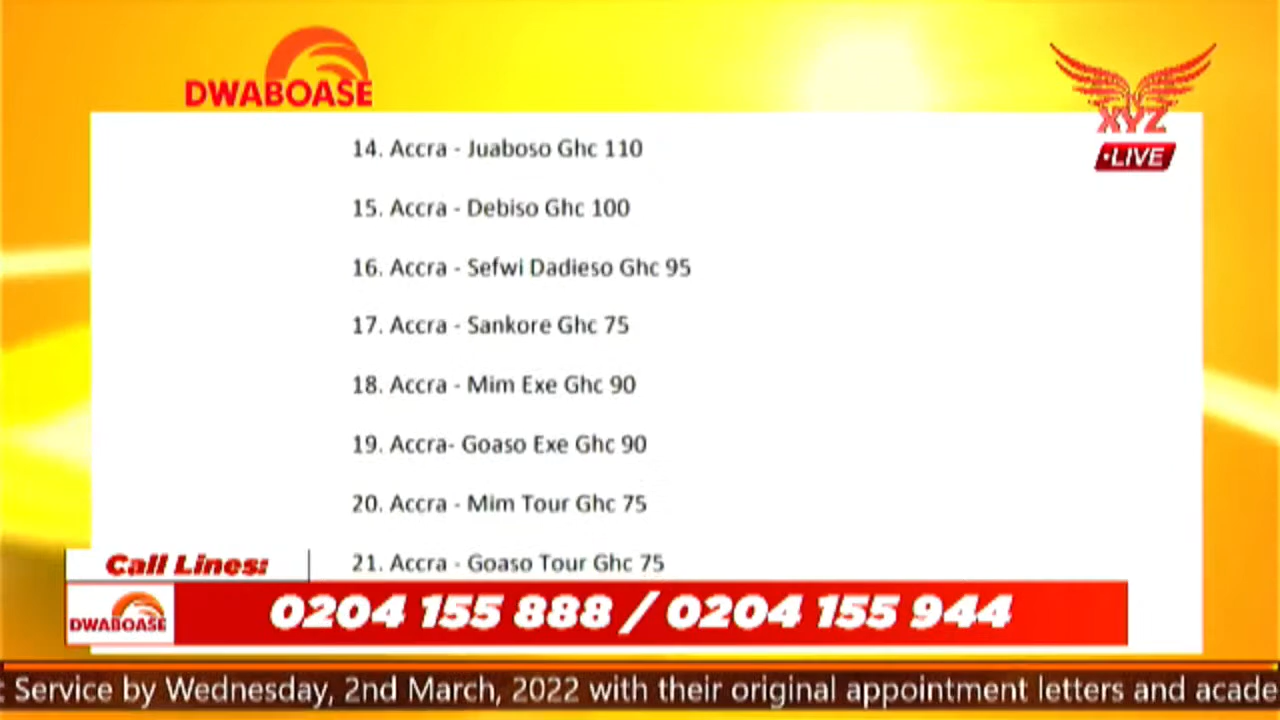 DWABOASE
XYZ
LIVE
14. Accra - Juaboso Ghc 110
15. Accra - Debiso Ghc 100
16. Accra - Sefwi Dadieso Ghc 95
17. Accra - Sankore Ghc 75
18. Accra - Mim Exe Ghc 90
19. Accra- Goaso Exe Ghc 90
20. Accra - Mim Tour Ghc 75
21. Accra - Goaso Tour Ghc 75
Call Lines:
DWABOASE
0204 155 888 / 0204 155 944
Service by Wednesday, 2nd March, 2022 with their original appointment letters and acade